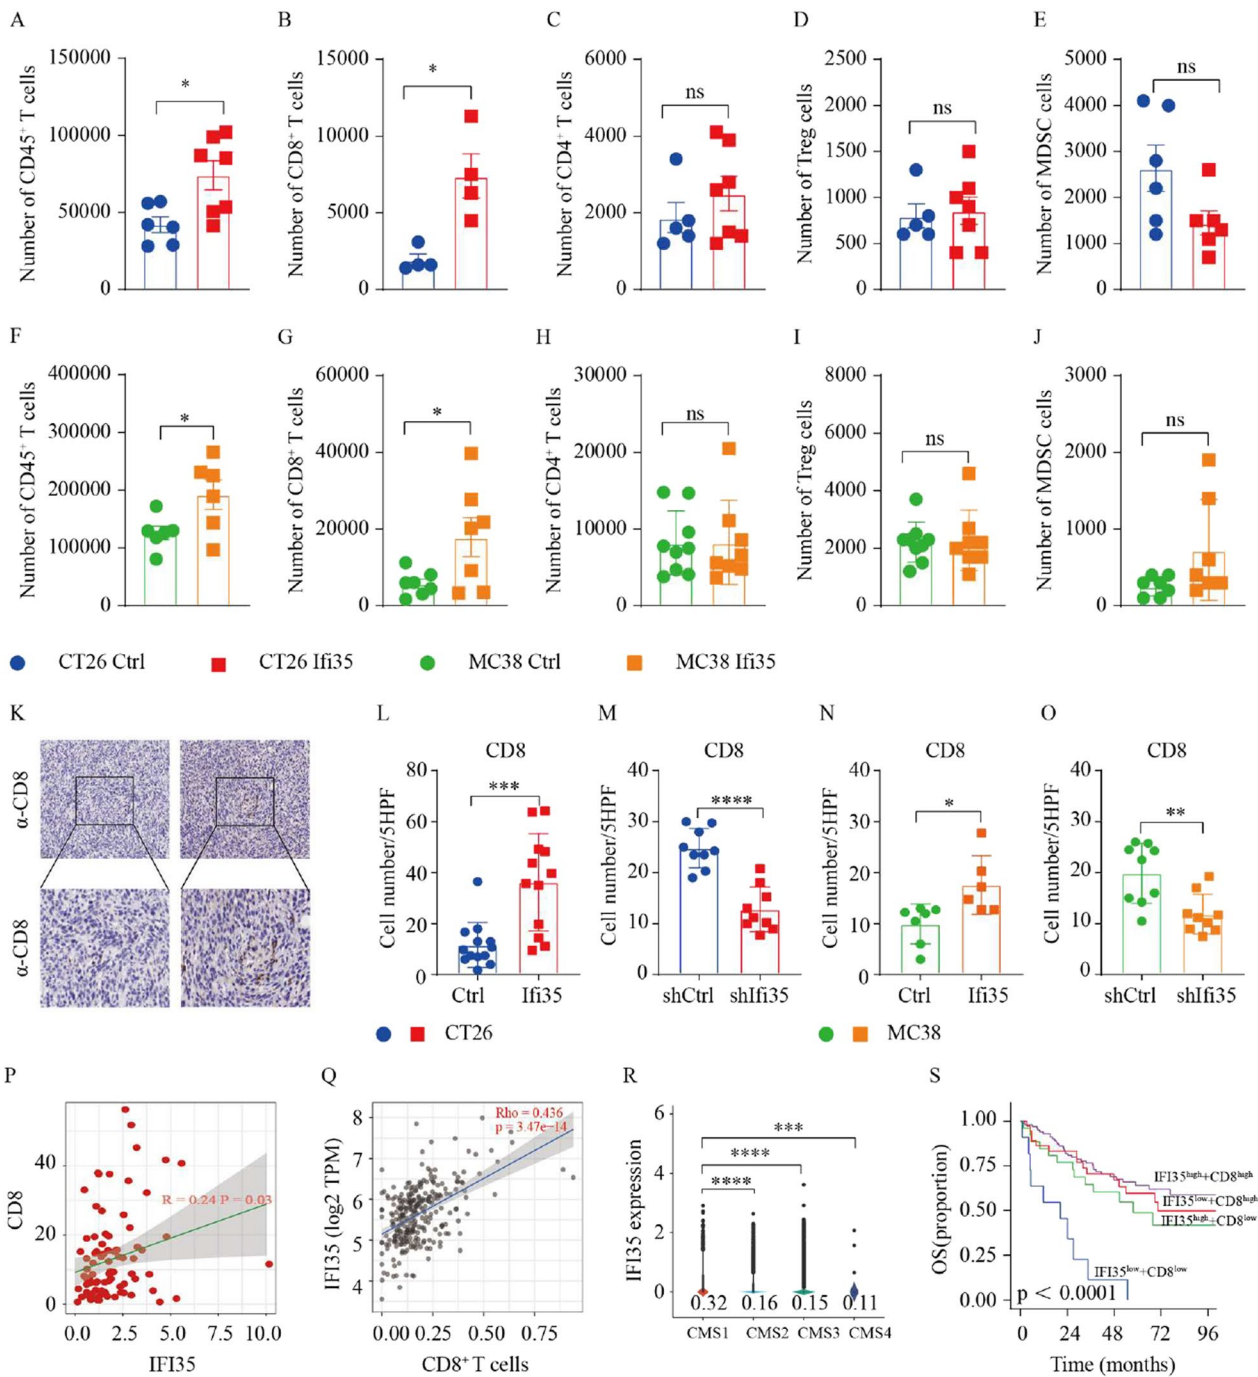 A
B
C
D
E
Number of CD45⁺ T cells
150000
100000
50000
0
*
Number of CD8⁺ T cells
15000
10000
5000
0
*
Number of CD4⁺ T cells
6000
4000
2000
0
ns
Number of Treg cells
2500
2000
1500
1000
500
0
ns
Number of MDSC cells
5000
4000
3000
2000
1000
0
ns
F
G
H
I
J
Number of CD45⁺ T cells
400000
300000
200000
100000
0
*
Number of CD8⁺ T cells
60000
40000
20000
0
*
Number of CD4⁺ T cells
30000
20000
10000
0
ns
Number of Treg cells
8000
6000
4000
2000
0
ns
Number of MDSC cells
3000
2000
1000
0
ns
CT26 Ctrl
CT26 Ifi35
MC38 Ctrl
MC38 Ifi35
K
L
M
N
O
α-CD8
α-CD8
CD8
Cell number/5HPF
80
60
40
20
0
***
Ctrl
Ifi35
CD8
Cell number/5HPF
40
30
20
10
0
****
shCtrl
shIfi35
CT26
CD8
Cell number/5HPF
40
30
20
10
0
*
Ctrl
Ifi35
CD8
Cell number/5HPF
40
30
20
10
0
**
shCtrl
shIfi35
MC38
P
Q
R
S
CD8
40
20
0
R = 0.24 P = 0.03
0.0
2.5
5.0
7.5
10.0
IFI35
IFI35 (log2 TPM)
8
7
6
5
4
Rho = 0.436
p = 3.47e−14
0.00
0.25
0.50
0.75
CD8⁺ T cells
IFI35 expression
6
4
2
0
***
****
****
0.32
0.16
0.15
0.11
CMS1
CMS2
CMS3
CMS4
OS(proportion)
1.00
0.75
0.50
0.25
0.00
IFI35ʰⁱᵍʰ+CD8ʰⁱᵍʰ
IFI35ˡᵒʷ+CD8ʰⁱᵍʰ
IFI35ʰⁱᵍʰ+CD8ˡᵒʷ
IFI35ˡᵒʷ+CD8ˡᵒʷ
p < 0.0001
0
24
48
72
96
Time (months)